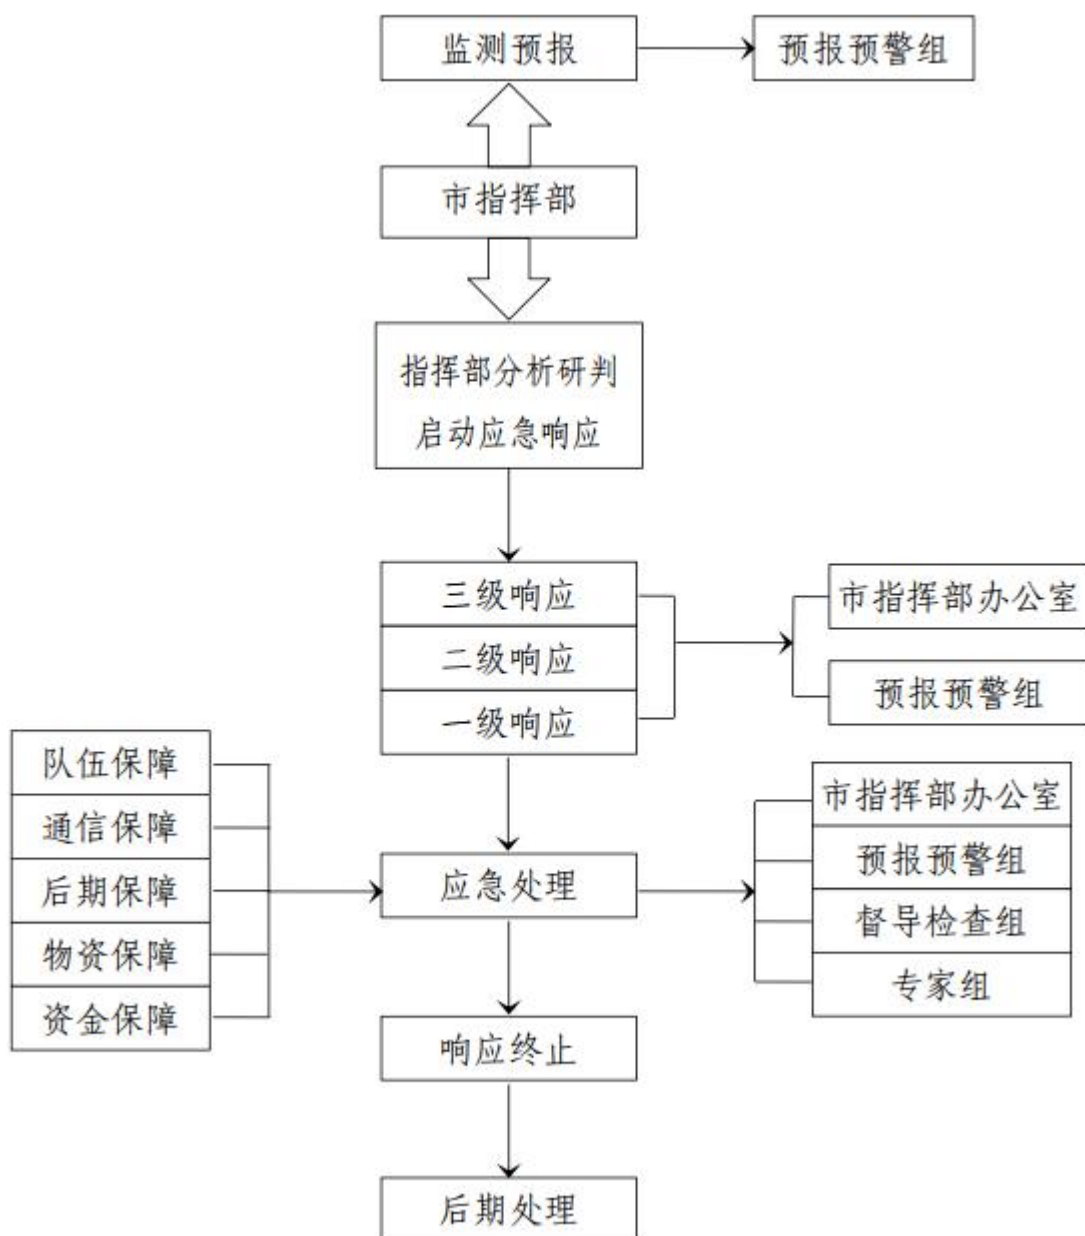 监测预报
预报预警组
市指挥部
指挥部分析研判
启动应急响应
三级响应
二级响应
一级响应
市指挥部办公室
预报预警组
队伍保障
通信保障
后期保障
物资保障
资金保障
应急处理
市指挥部办公室
预报预警组
督导检查组
专家组
响应终止
后期处理